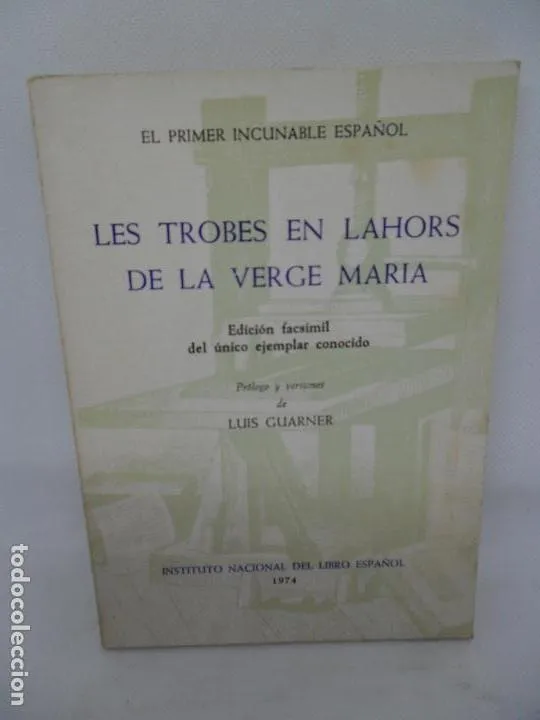 EL PRIMER INCUNABLE ESPAÑOL
LES TROBES EN LAHORS
DE LA VERGE MARIA
Edición facsímil
del único ejemplar conocido
Prólogo y versiones
de
LUIS GUARNER
INSTITUTO NACIONAL DEL LIBRO ESPAÑOL
1974
todocoleccion